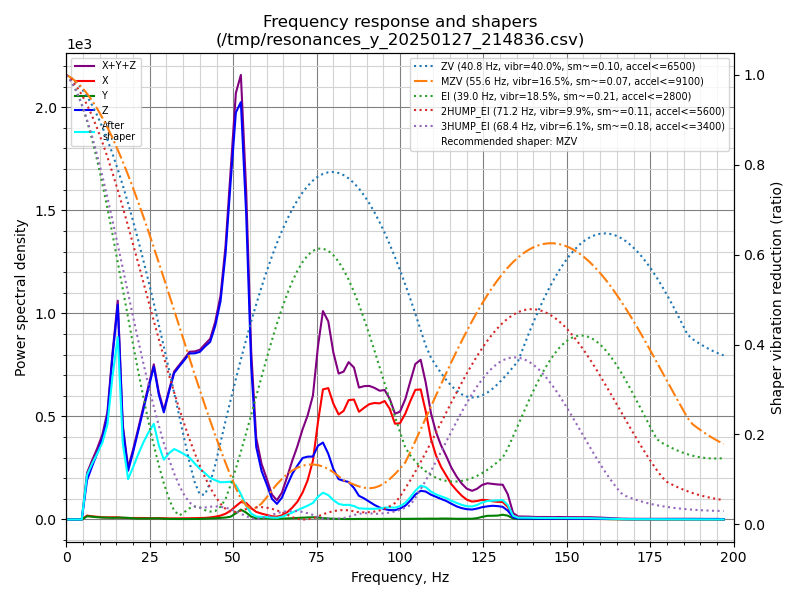 Frequency response and shapers
(/tmp/resonances_y_20250127_214836.csv)
1e3
X+Y+Z
X
Y
Z
After
shaper
ZV (40.8 Hz, vibr=40.0%, sm~=0.10, accel<=6500)
MZV (55.6 Hz, vibr=16.5%, sm~=0.07, accel<=9100)
EI (39.0 Hz, vibr=18.5%, sm~=0.21, accel<=2800)
2HUMP_EI (71.2 Hz, vibr=9.9%, sm~=0.11, accel<=5600)
3HUMP_EI (68.4 Hz, vibr=6.1%, sm~=0.18, accel<=3400)
Recommended shaper: MZV
Power spectral density
2.0
1.5
1.0
0.5
0.0
1.0
0.8
0.6
0.4
0.2
0.0
Shaper vibration reduction (ratio)
0 25 50 75 100 125 150 175 200
Frequency, Hz